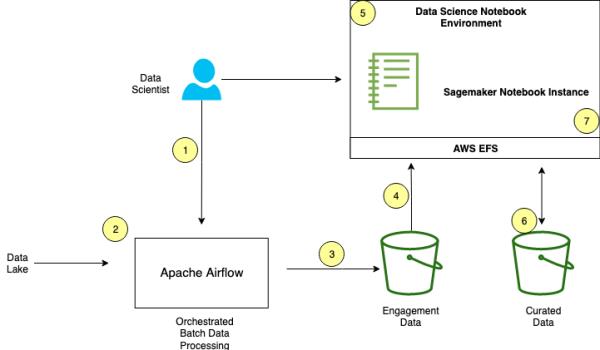 5
Data Science Notebook
Environment
Data
Scientist
Sagemaker Notebook Instance
7
1
AWS EFS
4
6
2
Data
Lake
Apache Airflow
3
Orchestrated
Batch Data
Processing
Engagement
Data
Curated
Data